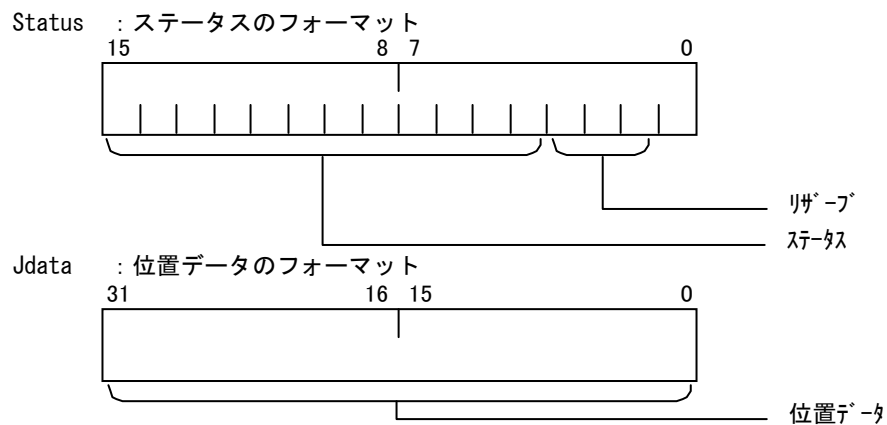 Status :ステータスのフォーマット
15 8 7 0
ﾘｻﾞｰﾌﾞ
ｽﾃｰﾀｽ
Jdata :位置データのフォーマット
31 16 15 0
位置ﾃﾞｰﾀ